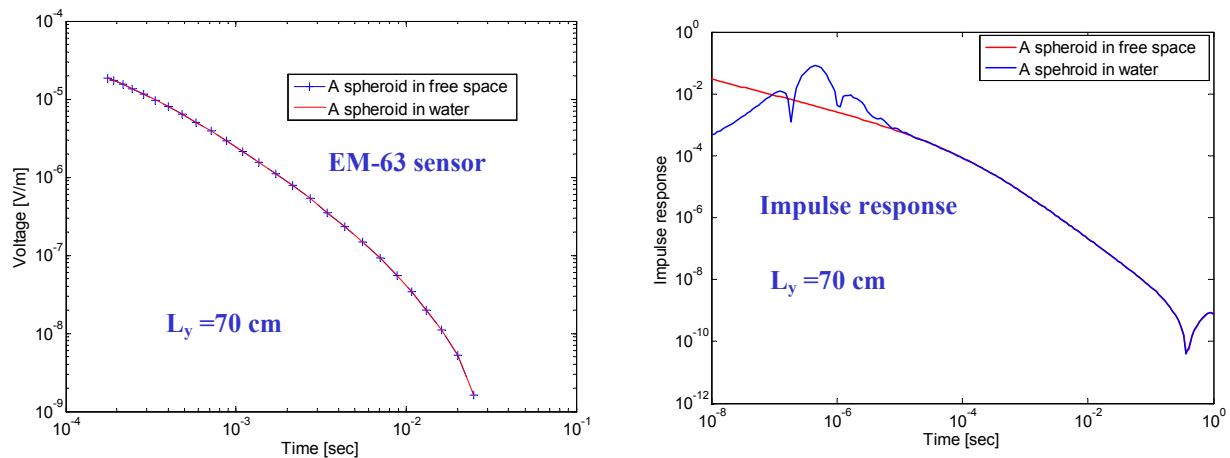 10^-4
10^-5
10^-6
10^-7
10^-8
10^-9
Voltage [V/m]
A spheroid in free space
A spheroid in water
EM-63 sensor
L_y =70 cm
10^-4
10^-3
10^-2
10^-1
Time [sec]
10^0
10^-2
10^-4
10^-6
10^-8
10^-10
10^-12
Impulse response
A spheroid in free space
A spehroid in water
Impulse response
L_y =70 cm
10^-8
10^-6
10^-4
10^-2
10^0
Time [sec]